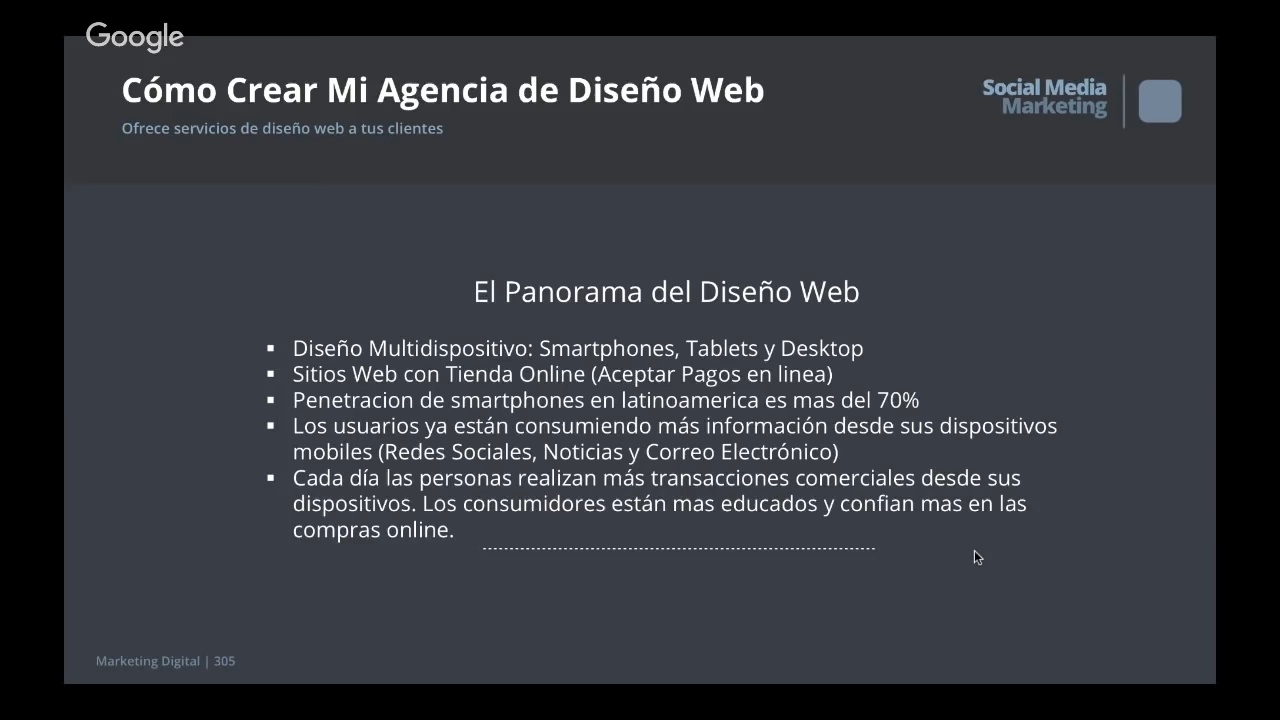 Google
Cómo Crear Mi Agencia de Diseño Web
Ofrece servicios de diseño web a tus clientes
Social Media
Marketing
El Panorama del Diseño Web
▪ Diseño Multidispositivo: Smartphones, Tablets y Desktop
▪ Sitios Web con Tienda Online (Aceptar Pagos en linea)
▪ Penetracion de smartphones en latinoamerica es mas del 70%
▪ Los usuarios ya están consumiendo más información desde sus dispositivos
mobiles (Redes Sociales, Noticias y Correo Electrónico)
▪ Cada día las personas realizan más transacciones comerciales desde sus
dispositivos. Los consumidores están mas educados y confian mas en las
compras online.
Marketing Digital | 305